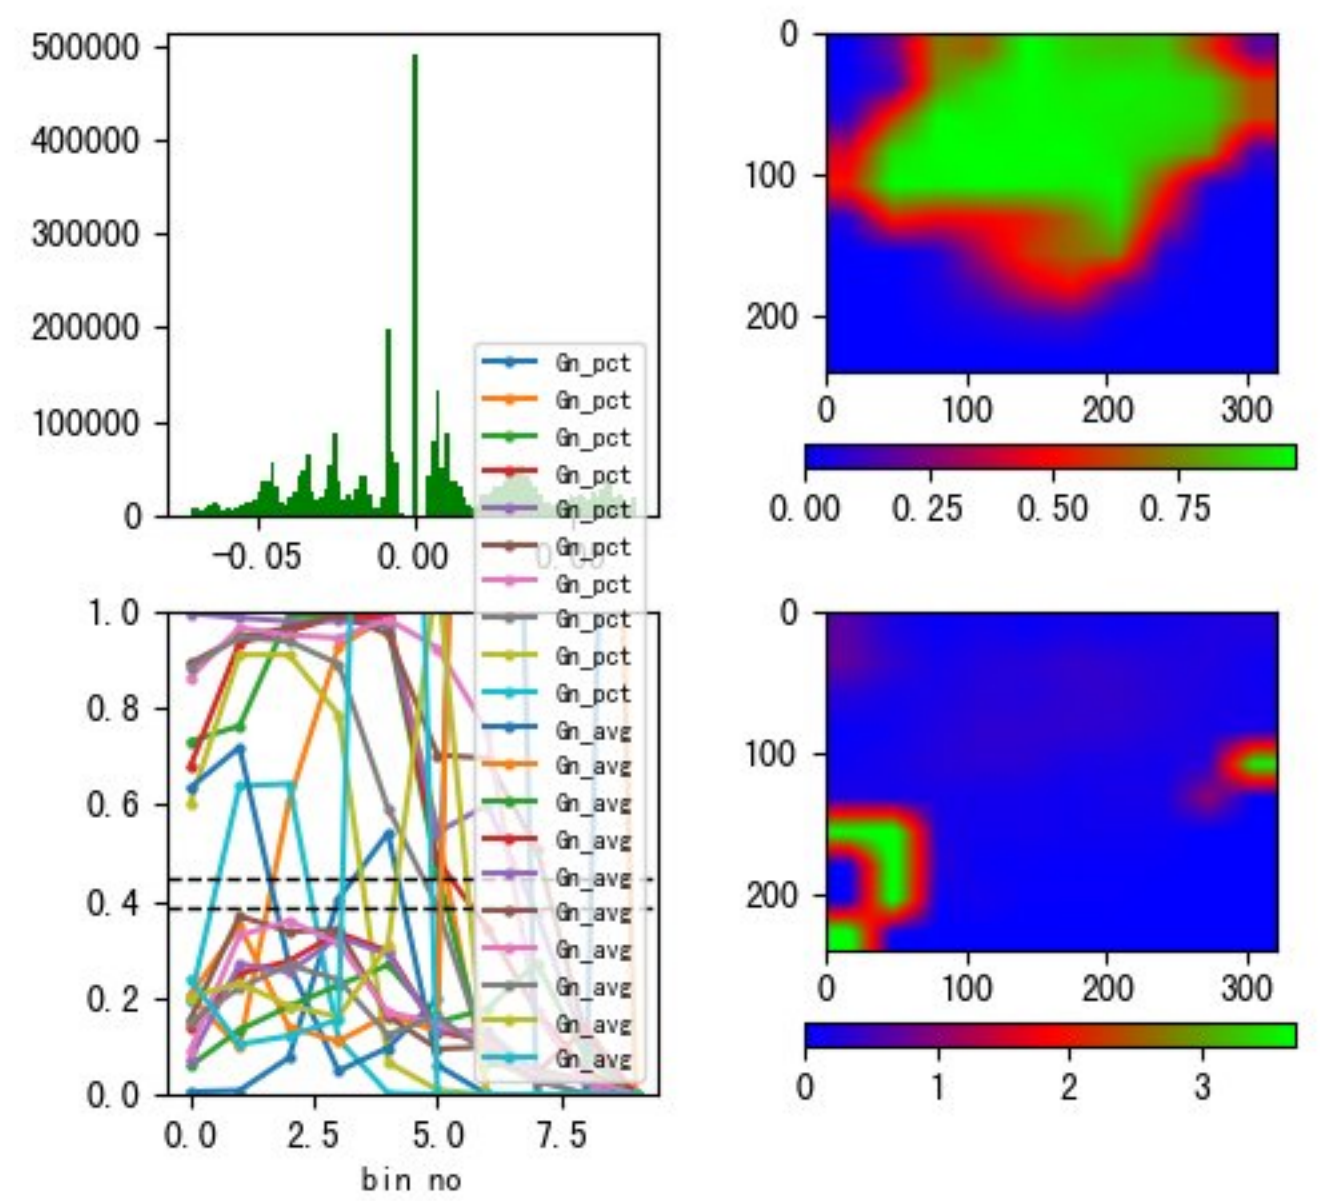 500000
400000
300000
200000
100000
0
−0.05
0.00
Gn_pct
Gn_pct
Gn_pct
Gn_pct
Gn_pct
Gn_pct
Gn_pct
Gn_pct
Gn_pct
Gn_pct
Gn_avg
Gn_avg
Gn_avg
Gn_avg
Gn_avg
Gn_avg
Gn_avg
Gn_avg
Gn_avg
Gn_avg
0
100
200
0
100
200
300
0.00
0.25
0.50
0.75
1.0
0.8
0.6
0.4
0.2
0.0
0.0
2.5
5.0
7.5
bin no
0
100
200
0
100
200
300
0
1
2
3